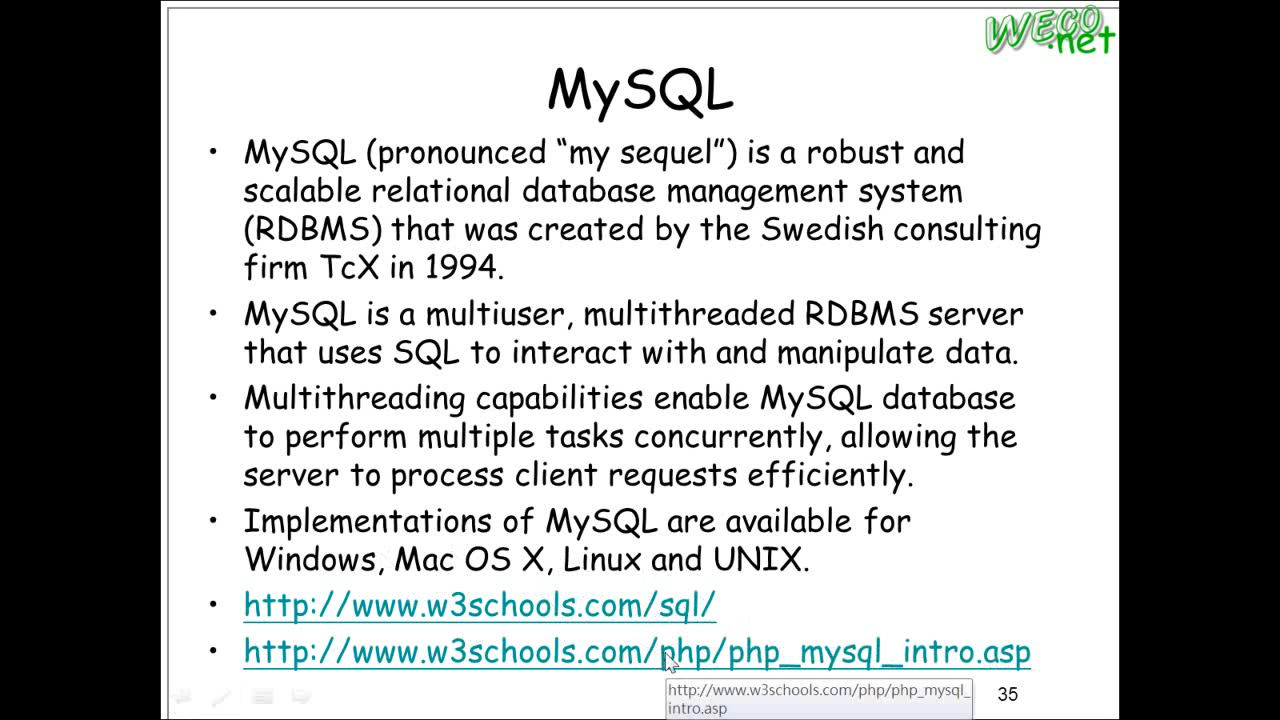 WECO
.net
MySQL
• MySQL (pronounced “my sequel”) is a robust and
scalable relational database management system
(RDBMS) that was created by the Swedish consulting
firm TcX in 1994.
• MySQL is a multiuser, multithreaded RDBMS server
that uses SQL to interact with and manipulate data.
• Multithreading capabilities enable MySQL database
to perform multiple tasks concurrently, allowing the
server to process client requests efficiently.
• Implementations of MySQL are available for
Windows, Mac OS X, Linux and UNIX.
• http://www.w3schools.com/sql/
• http://www.w3schools.com/php/php_mysql_intro.asp
http://www.w3schools.com/php/php_mysql_
intro.asp
35